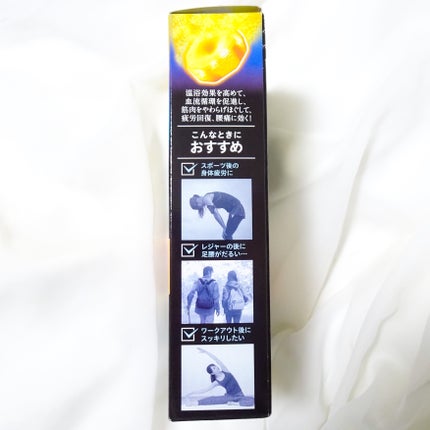 温浴効果を高めて、
血流循環を促進し、
筋肉をやわらげほぐして、
疲労回復、腰痛に効く!
こんなときに
おすすめ
スポーツ後の
身体疲労に
レジャーの後に
足腰がだるい…
ワークアウト後に
スッキリしたい